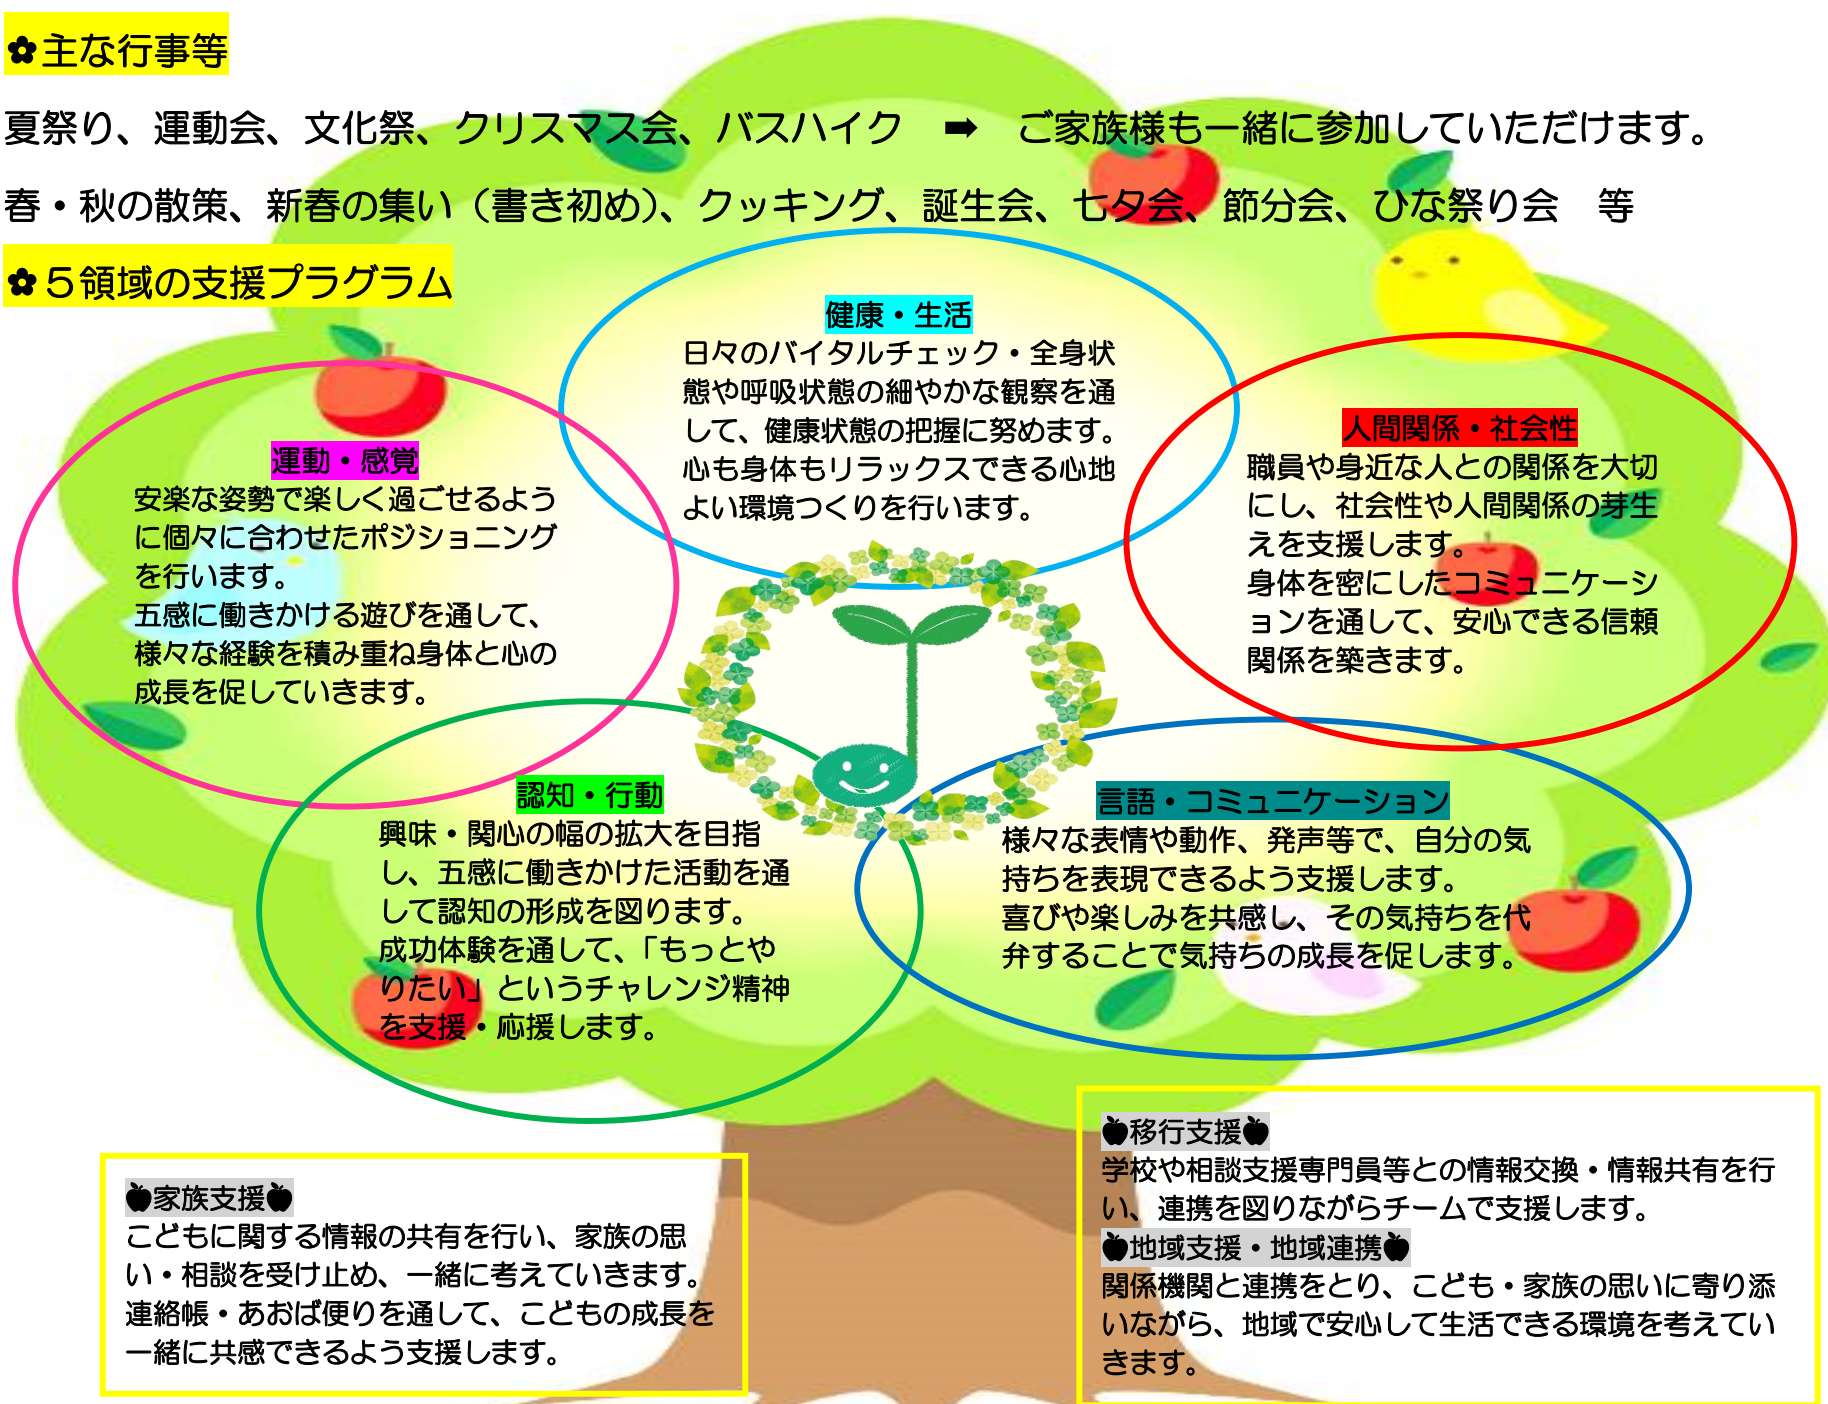 ✿主な行事等
夏祭り、運動会、文化祭、クリスマス会、バスハイク　➡　ご家族様も一緒に参加していただけます。
春・秋の散策、新春の集い（書き初め）、クッキング、誕生会、七夕会、節分会、ひな祭り会　等
✿５領域の支援プラグラム
健康・生活
日々のバイタルチェック・全身状
態や呼吸状態の細やかな観察を通
して、健康状態の把握に努めます。
心も身体もリラックスできる心地
よい環境つくりを行います。
人間関係・社会性
職員や身近な人との関係を大切
にし、社会性や人間関係の芽生
えを支援します。
身体を密にしたコミュニケーシ
ョンを通して、安心できる信頼
関係を築きます。
運動・感覚
安楽な姿勢で楽しく過ごせるよう
に個々に合わせたポジショニング
を行います。
五感に働きかける遊びを通して、
様々な経験を積み重ね身体と心の
成長を促していきます。
認知・行動
興味・関心の幅の拡大を目指
し、五感に働きかけた活動を通
して認知の形成を図ります。
成功体験を通して、「もっとや
りたい」というチャレンジ精神
を支援・応援します。
言語・コミュニケーション
様々な表情や動作、発声等で、自分の気
持ちを表現できるよう支援します。
喜びや楽しみを共感し、その気持ちを代
弁することで気持ちの成長を促します。
家族支援
こどもに関する情報の共有を行い、家族の思
い・相談を受け止め、一緒に考えていきます。
連絡帳・あおば便りを通して、こどもの成長を
一緒に共感できるよう支援します。
移行支援
学校や相談支援専門員等との情報交換・情報共有を行
い、連携を図りながらチームで支援します。
地域支援・地域連携
関係機関と連携をとり、こども・家族の思いに寄り添
いながら、地域で安心して生活できる環境を考えてい
きます。